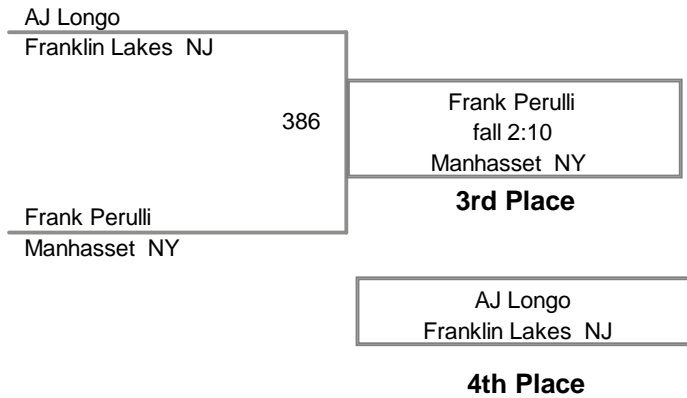 AJ Longo
Franklin Lakes NJ
386
Frank Perulli
fall 2:10
Manhasset NY
3rd Place
Frank Perulli
Manhasset NY
AJ Longo
Franklin Lakes NJ
4th Place